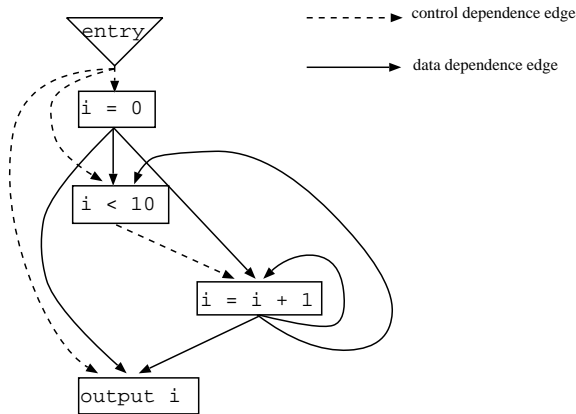 entry
control dependence edge
data dependence edge
i = 0
i < 10
i = i + 1
output i